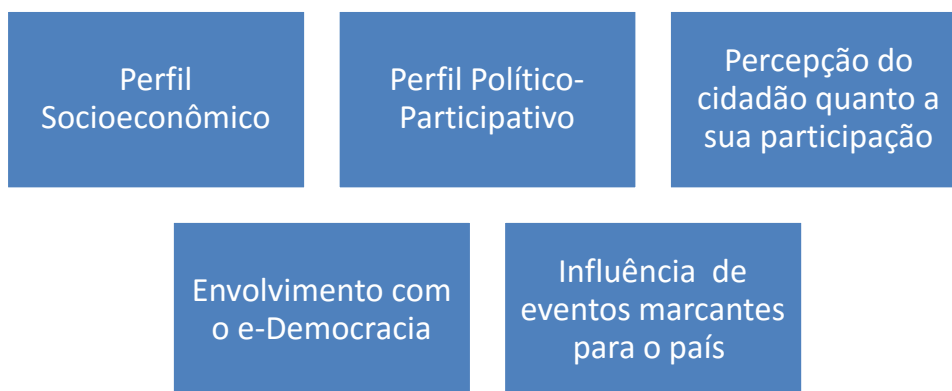 Perfil
Socioeconômico
Perfil Político-
Participativo
Percepção do
cidadão quanto a
sua participação
Envolvimento com
o e-Democracia
Influência de
eventos marcantes
para o país